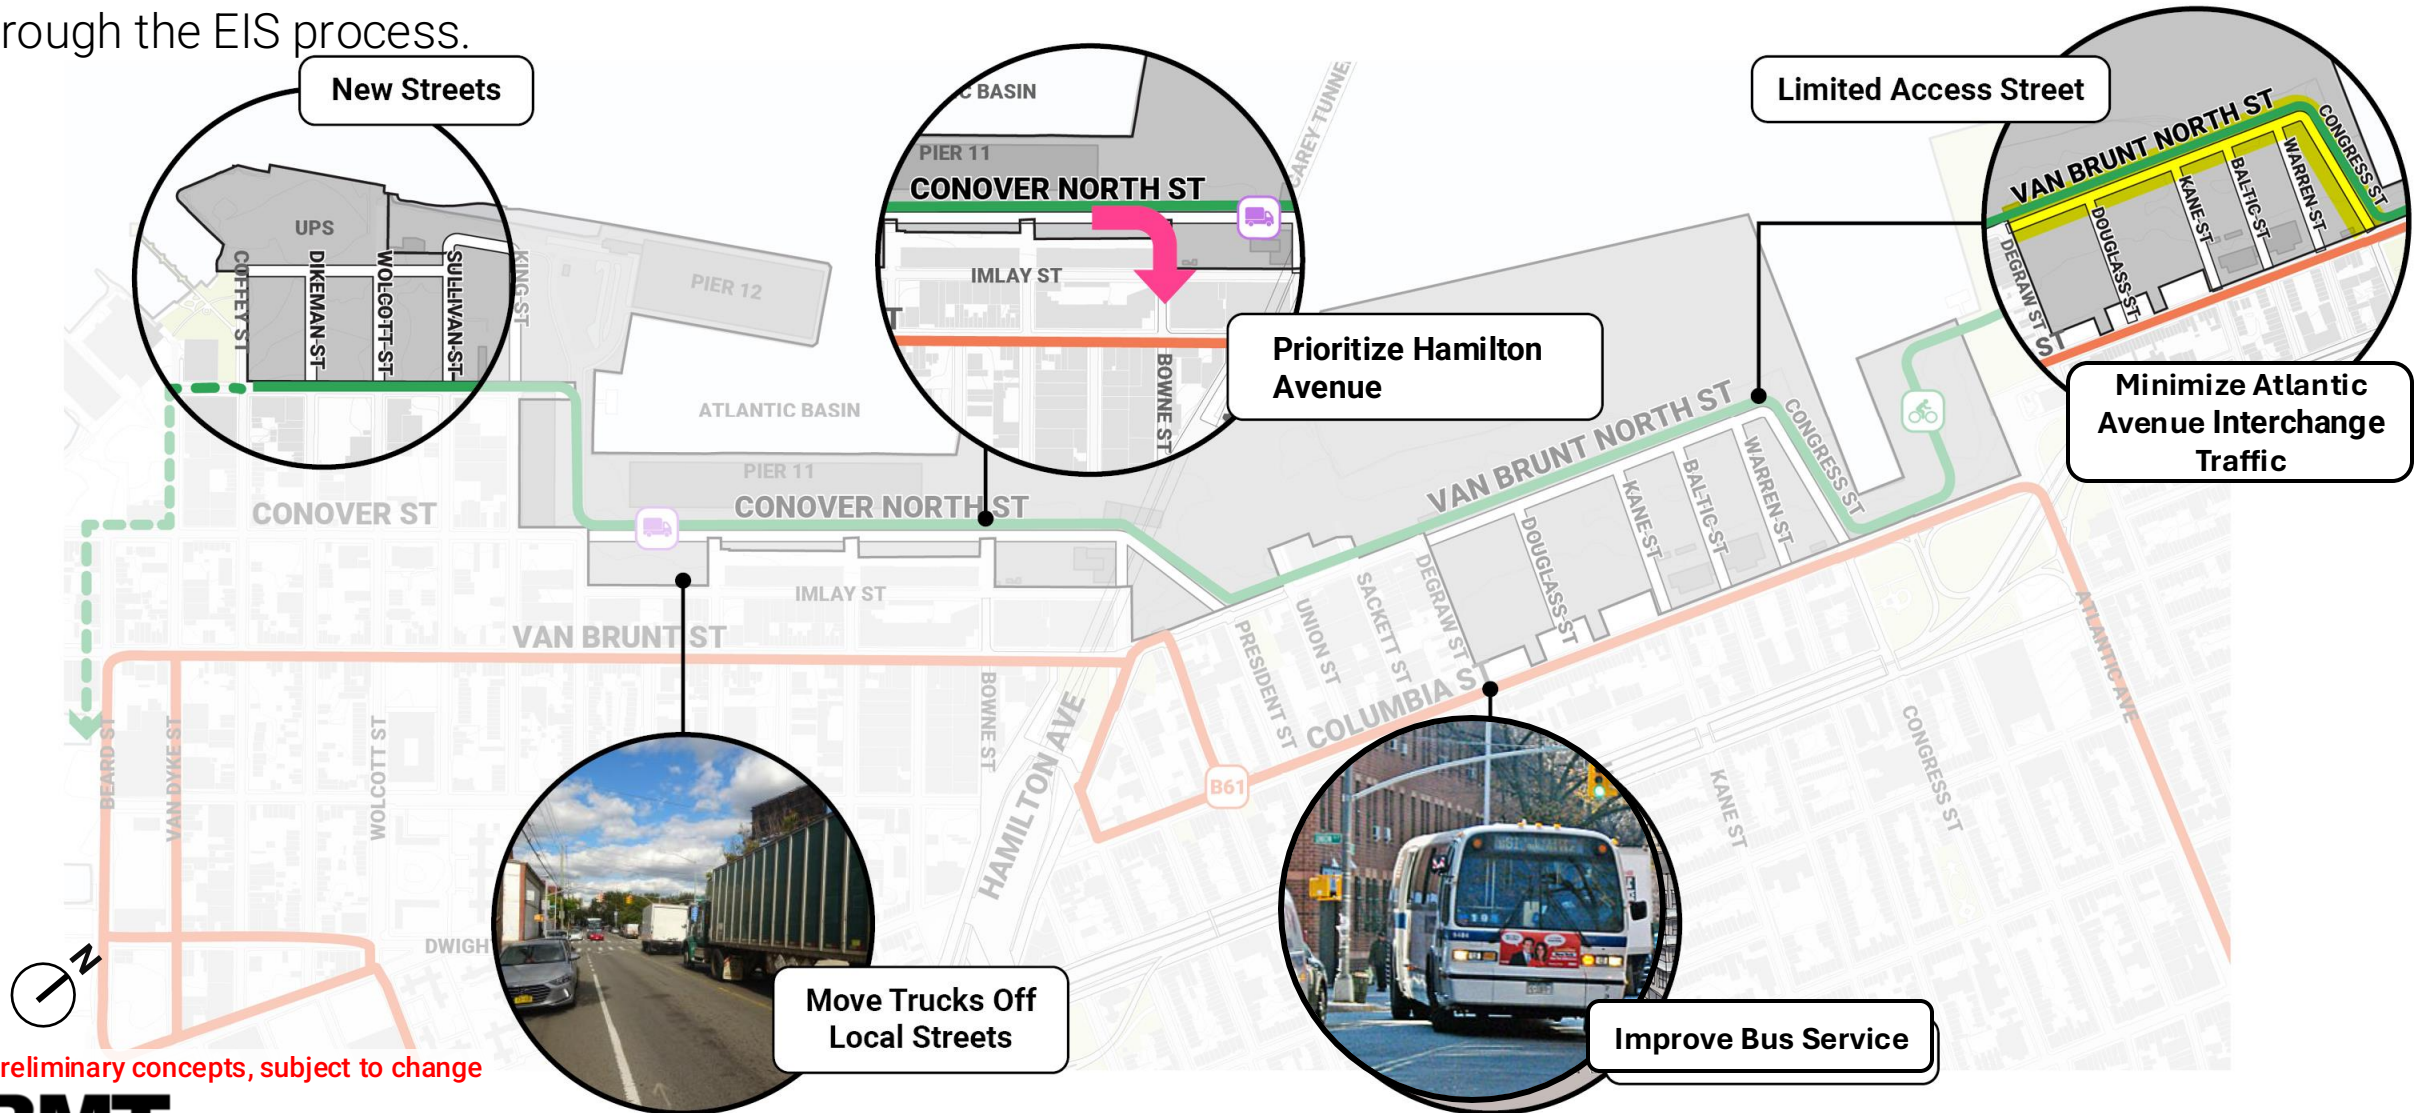 rough the EIS process.
New Streets
UPS
COFFEY ST
DIKEMAN ST
WOLCOTT ST
SULLIVAN ST
KING ST
PIER 12
ATLANTIC BASIN
PIER 11
C BASIN
PIER 11
CONOVER NORTH ST
IMLAY ST
BOWNE ST
CAREY TUNNE
Prioritize Hamilton
Avenue
Limited Access Street
VAN BRUNT NORTH ST
CONGRESS ST
WARREN ST
BALTIC ST
KANE ST
DOUGLASS ST
DEGRAW ST
ST
Minimize Atlantic
Avenue Interchange
Traffic
CONOVER ST
CONOVER NORTH ST
IMLAY ST
VAN BRUNT ST
VAN BRUNT NORTH ST
CONGRESS ST
WARREN ST
BALTIC ST
KANE ST
DOUGLASS ST
DEGRAW ST
SACKETT ST
UNION ST
PRESIDENT ST
COLUMBIA ST
ATLANTIC AVE
BEARD ST
VAN DYKE ST
WOLCOTT ST
BOWNE ST
HAMILTON AVE
B61
KANE ST
CONGRESS ST
DWIGH
N
Move Trucks Off
Local Streets
Improve Bus Service
reliminary concepts, subject to change
BMT